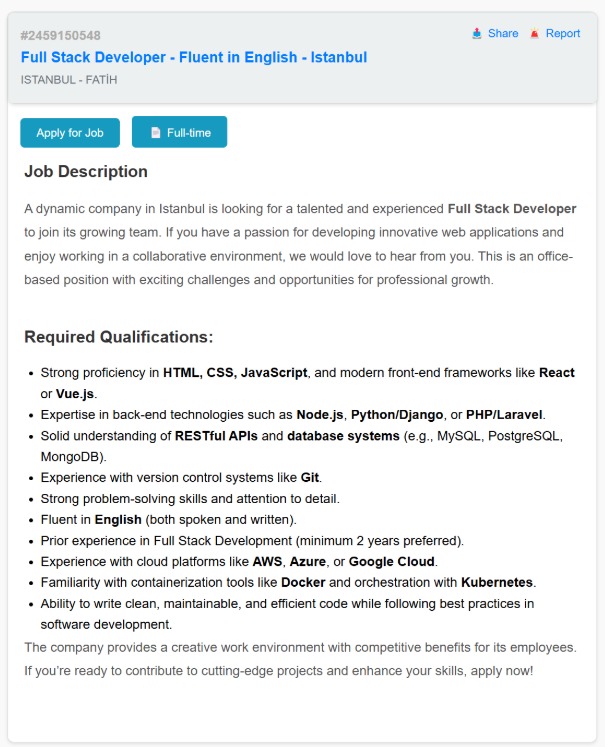 #2459150548
Share Report
Full Stack Developer - Fluent in English - Istanbul
ISTANBUL - FATİH
Apply for Job Full-time
Job Description
A dynamic company in Istanbul is looking for a talented and experienced Full Stack Developer
to join its growing team. If you have a passion for developing innovative web applications and
enjoy working in a collaborative environment, we would love to hear from you. This is an office-
based position with exciting challenges and opportunities for professional growth.
Required Qualifications:
• Strong proficiency in HTML, CSS, JavaScript, and modern front-end frameworks like React
or Vue.js.
• Expertise in back-end technologies such as Node.js, Python/Django, or PHP/Laravel.
• Solid understanding of RESTful APIs and database systems (e.g., MySQL, PostgreSQL,
MongoDB).
• Experience with version control systems like Git.
• Strong problem-solving skills and attention to detail.
• Fluent in English (both spoken and written).
• Prior experience in Full Stack Development (minimum 2 years preferred).
• Experience with cloud platforms like AWS, Azure, or Google Cloud.
• Familiarity with containerization tools like Docker and orchestration with Kubernetes.
• Ability to write clean, maintainable, and efficient code while following best practices in
software development.
The company provides a creative work environment with competitive benefits for its employees.
If you’re ready to contribute to cutting-edge projects and enhance your skills, apply now!